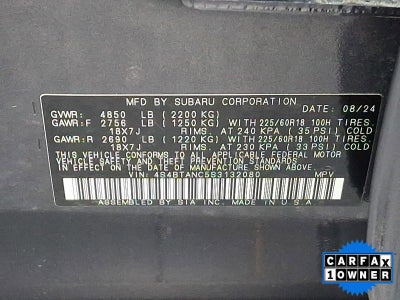 MFD. BY SUBARU CORPORATION DATE: 08/24
GVWR: 4850 LB (2200 KG)
GAWR:F 2756 LB (1250 KG) WITH 225/60R18 100H TIRES,
18X7J RIMS, AT 240 KPA (35 PSI) COLD
GAWR:R 2690 LB (1220 KG) WITH 225/60R18 100H TIRES,
18X7J RIMS, AT 230 KPA (33 PSI) COLD
THIS VEHICLE CONFORMS TO ALL APPLICABLE FEDERAL MOTOR
VEHICLE SAFETY AND THEFT PREVENTION STANDARDS
IN EFFECT ON THE DATE OF MANUFACTURE SHOWN ABOVE.
VIN: 4S4BTANC5S3132080 MPV
ASSEMBLED BY SIA INC. MADE IN U.S.A
CARFAX
1 OWNER